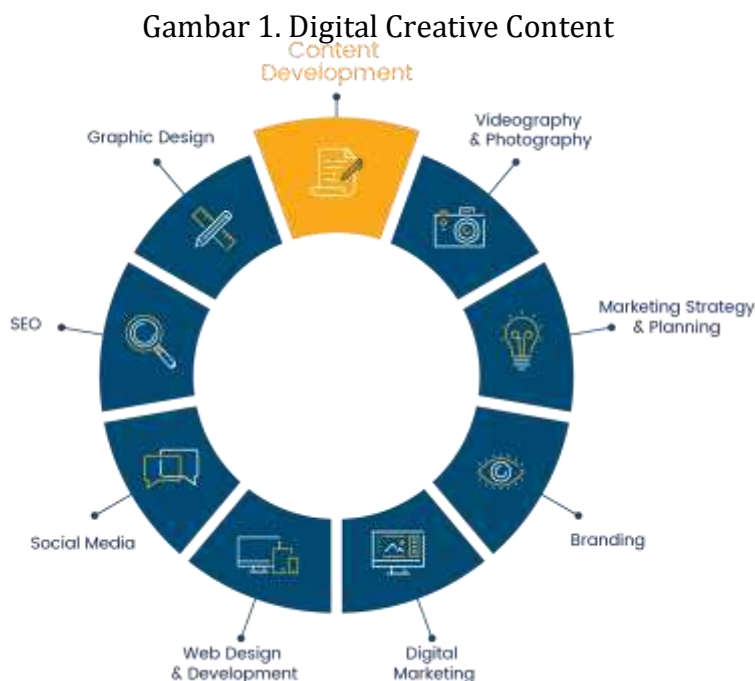 Gambar 1. Digital Creative Content
Content
Development
Videography
& Photography
Marketing Strategy
& Planning
Branding
Digital
Marketing
Web Design
& Development
Social Media
SEO
Graphic Design